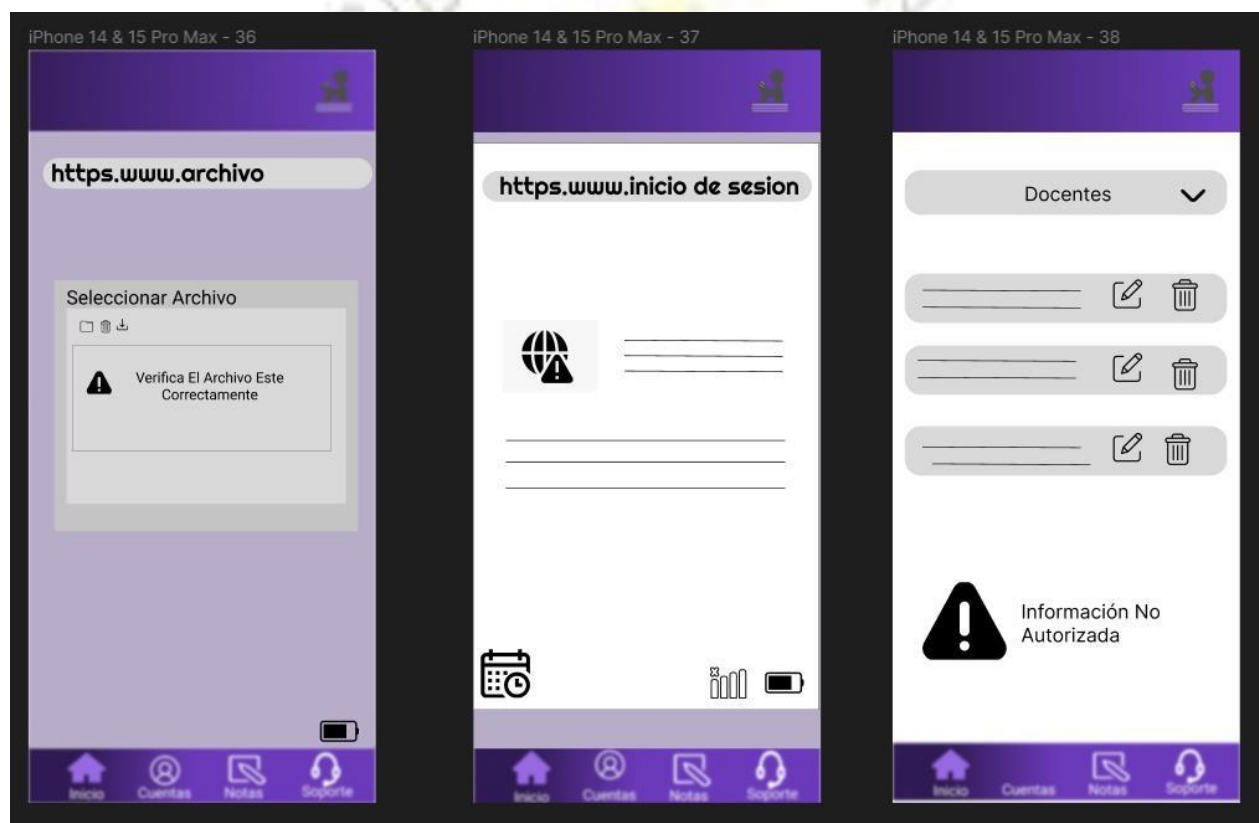 iPhone 14 & 15 Pro Max - 36
https.www.archivo
Seleccionar Archivo
Verifica El Archivo Este
Correctamente
Inicio
Cuentas
Notas
Soporte
iPhone 14 & 15 Pro Max - 37
https.www.inicio de sesion
Inicio
Cuentas
Notas
Soporte
iPhone 14 & 15 Pro Max - 38
Docentes
Información No
Autorizada
Inicio
Cuentas
Notas
Soporte